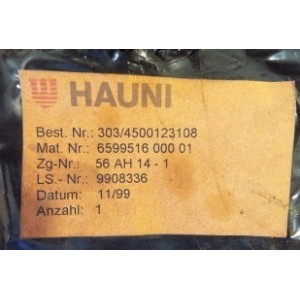 HAUNI
Best. Nr.: 303/4500123108
Mat. Nr.: 6599516 000 01
Zg-Nr.: 56 AH 14 - 1
LS.- Nr.: 9908336
Datum: 11/99
Anzahl: 1